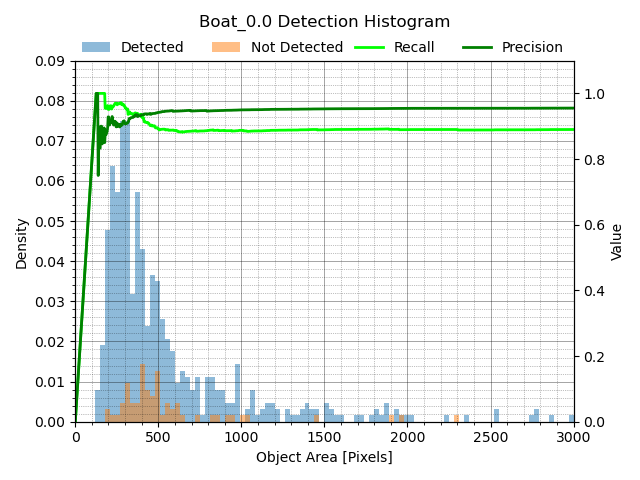 Boat_0.0 Detection Histogram
Detected Not Detected Recall Precision
0.09
0.08
0.07
0.06
0.05
0.04
0.03
0.02
0.01
0.00
Density
1.0
0.8
0.6
0.4
0.2
0.0
Value
0 500 1000 1500 2000 2500 3000
Object Area [Pixels]